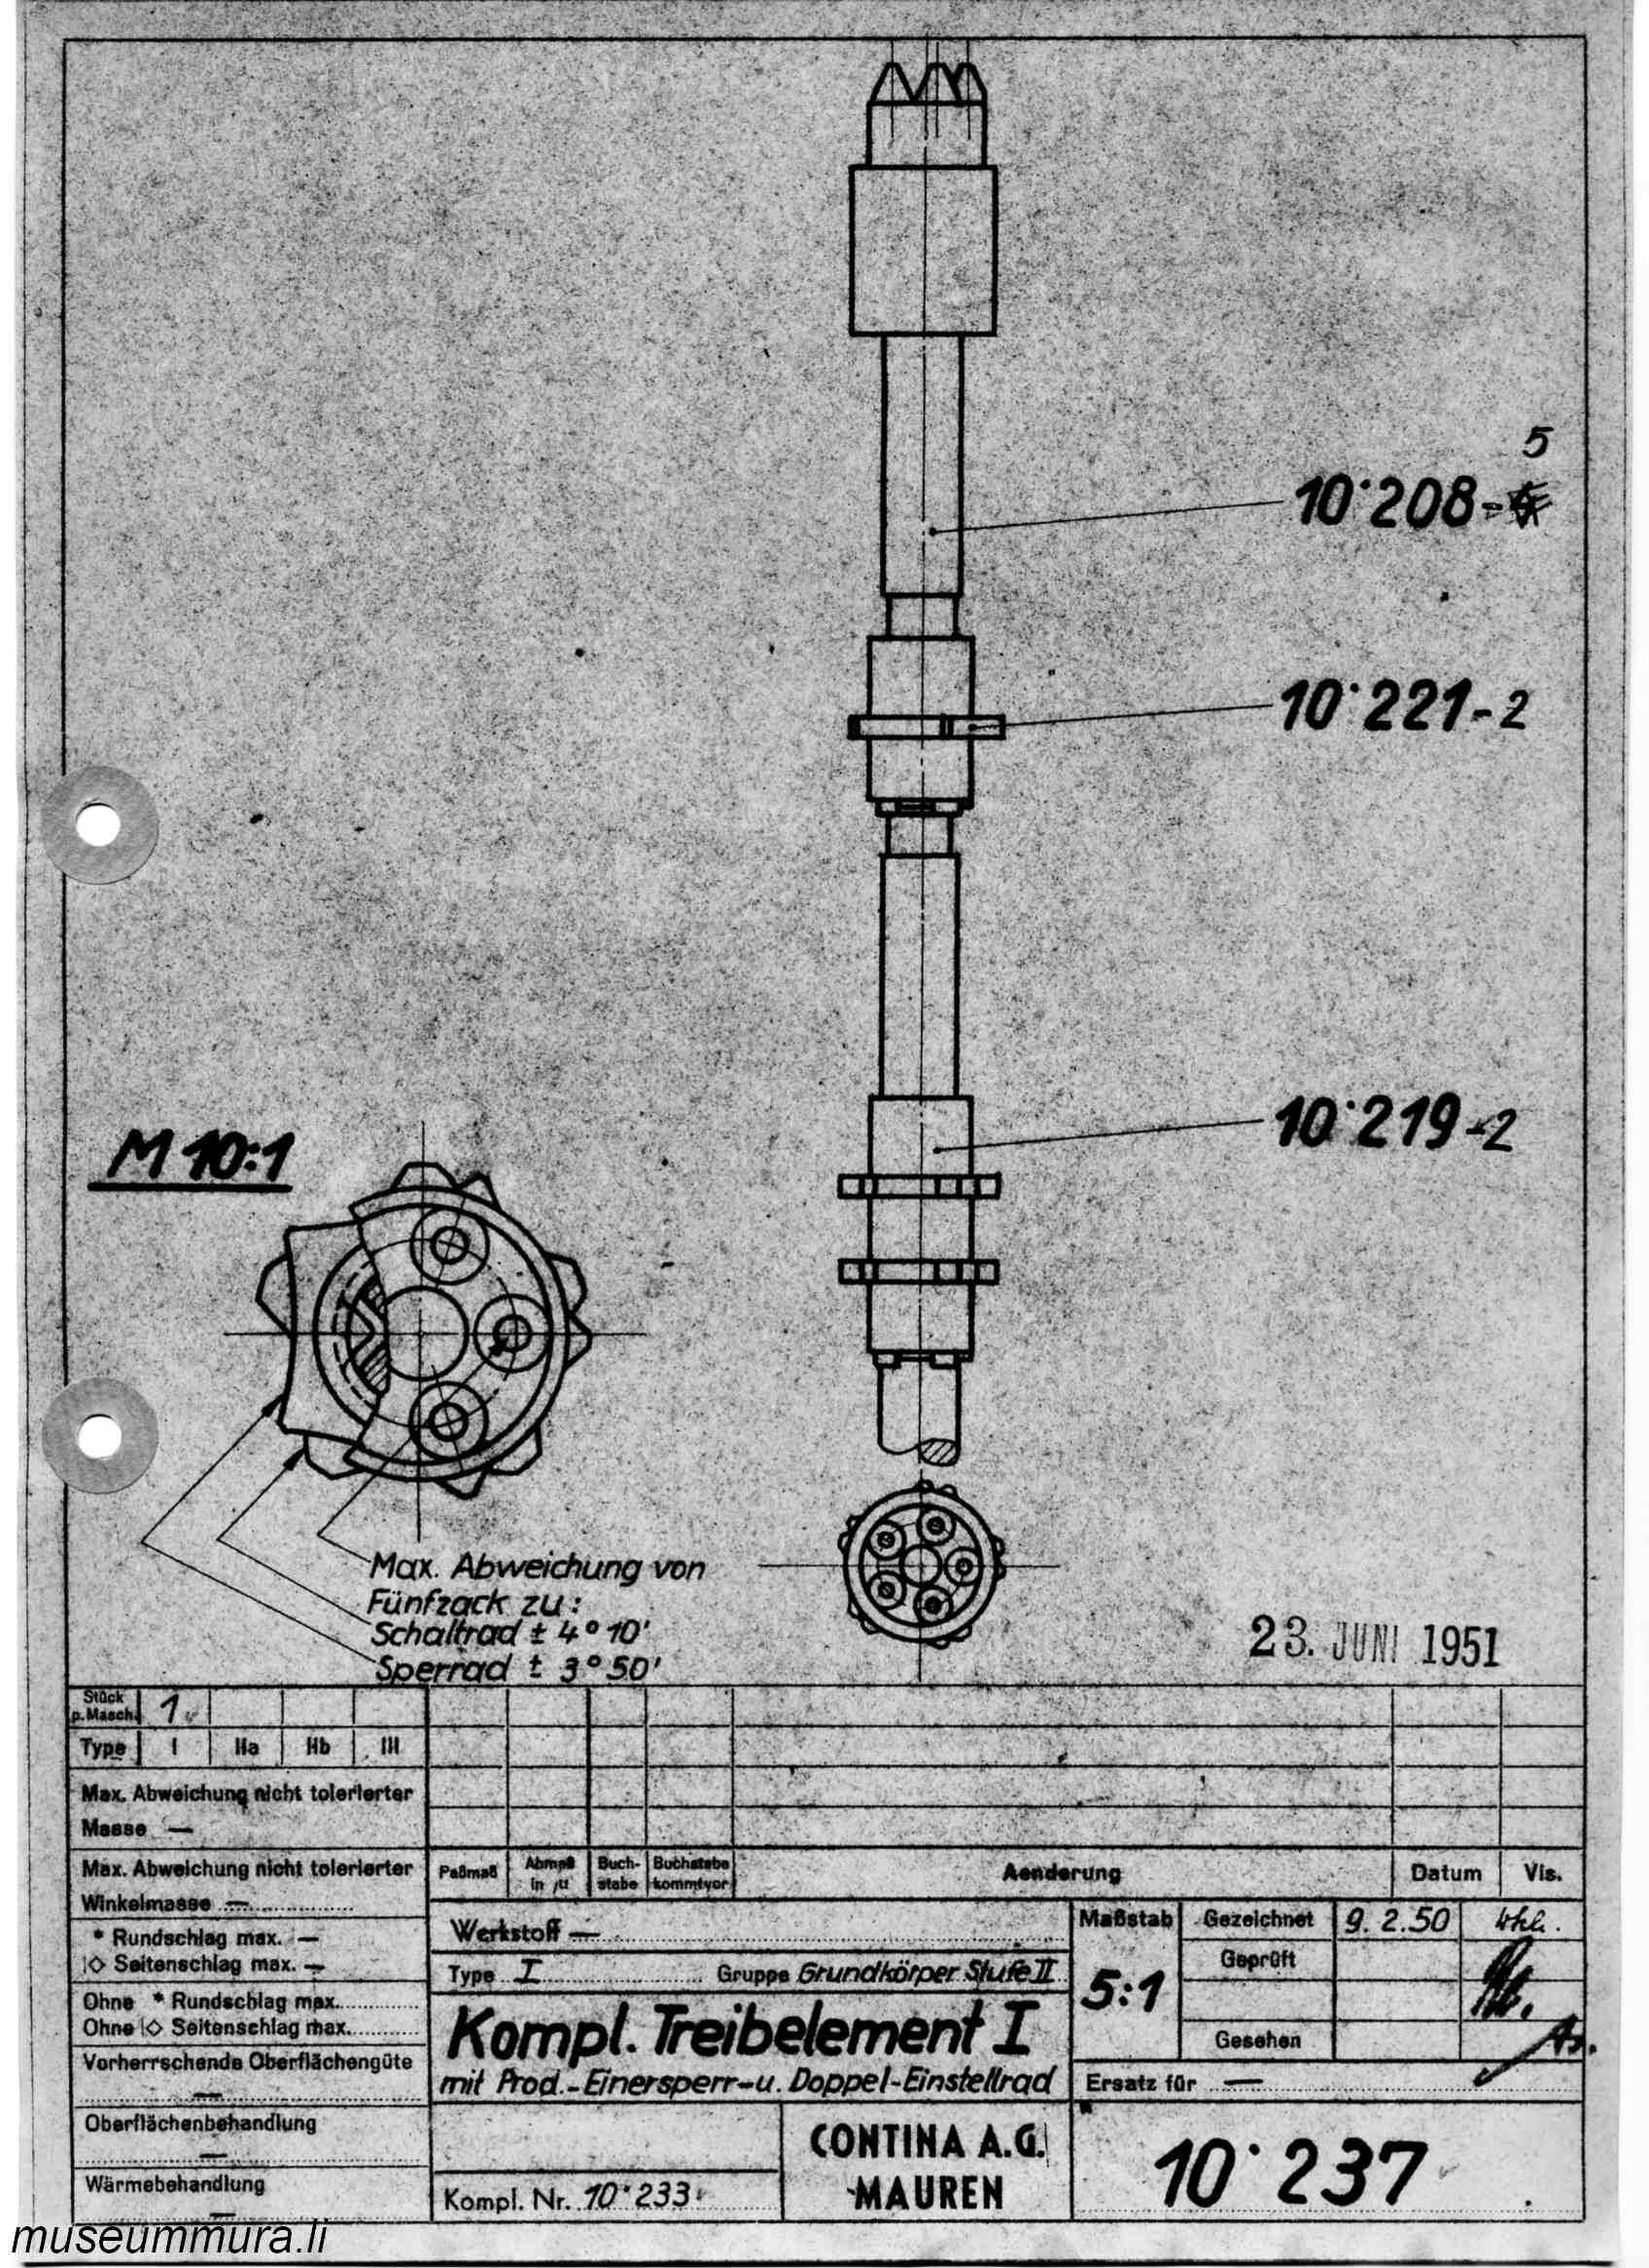 5
10˙208-
10˙221-2
10˙219-2
M 10:1
Max. Abweichung von
Fünfzack zu:
Schaltrad ± 4° 10'
Sperrad ± 3° 50'
23. JUNI 1951
Stück
p. Masch. 1
Type I IIa IIb III
Max. Abweichung nicht tolerierter
Masse —
Max. Abweichung nicht tolerierter
Winkelmasse —
* Rundschlag max. —
◇ Seitenschlag max. —
Ohne * Rundschlag max.
Ohne ◇ Seitenschlag max.
Vorherrschende Oberflächengüte
—
Oberflächenbehandlung
—
Wärmebehandlung
—
Paßmaß
Abmaß
in µ
Buch-
stabe
Buchstabe
kommt vor
Aenderung
Datum
Vis.
Werkstoff —
Type I Gruppe Grundkörper Stufe II
Kompl. Treibelement I
mit Prod.-Einersperr-u. Doppel-Einstellrad
Kompl. Nr. 10˙233
CONTINA A.G.
MAUREN
Maßstab
5:1
Gezeichnet 9.2.50
Geprüft
Gesehen
Ersatz für —
10˙237
museummura.li